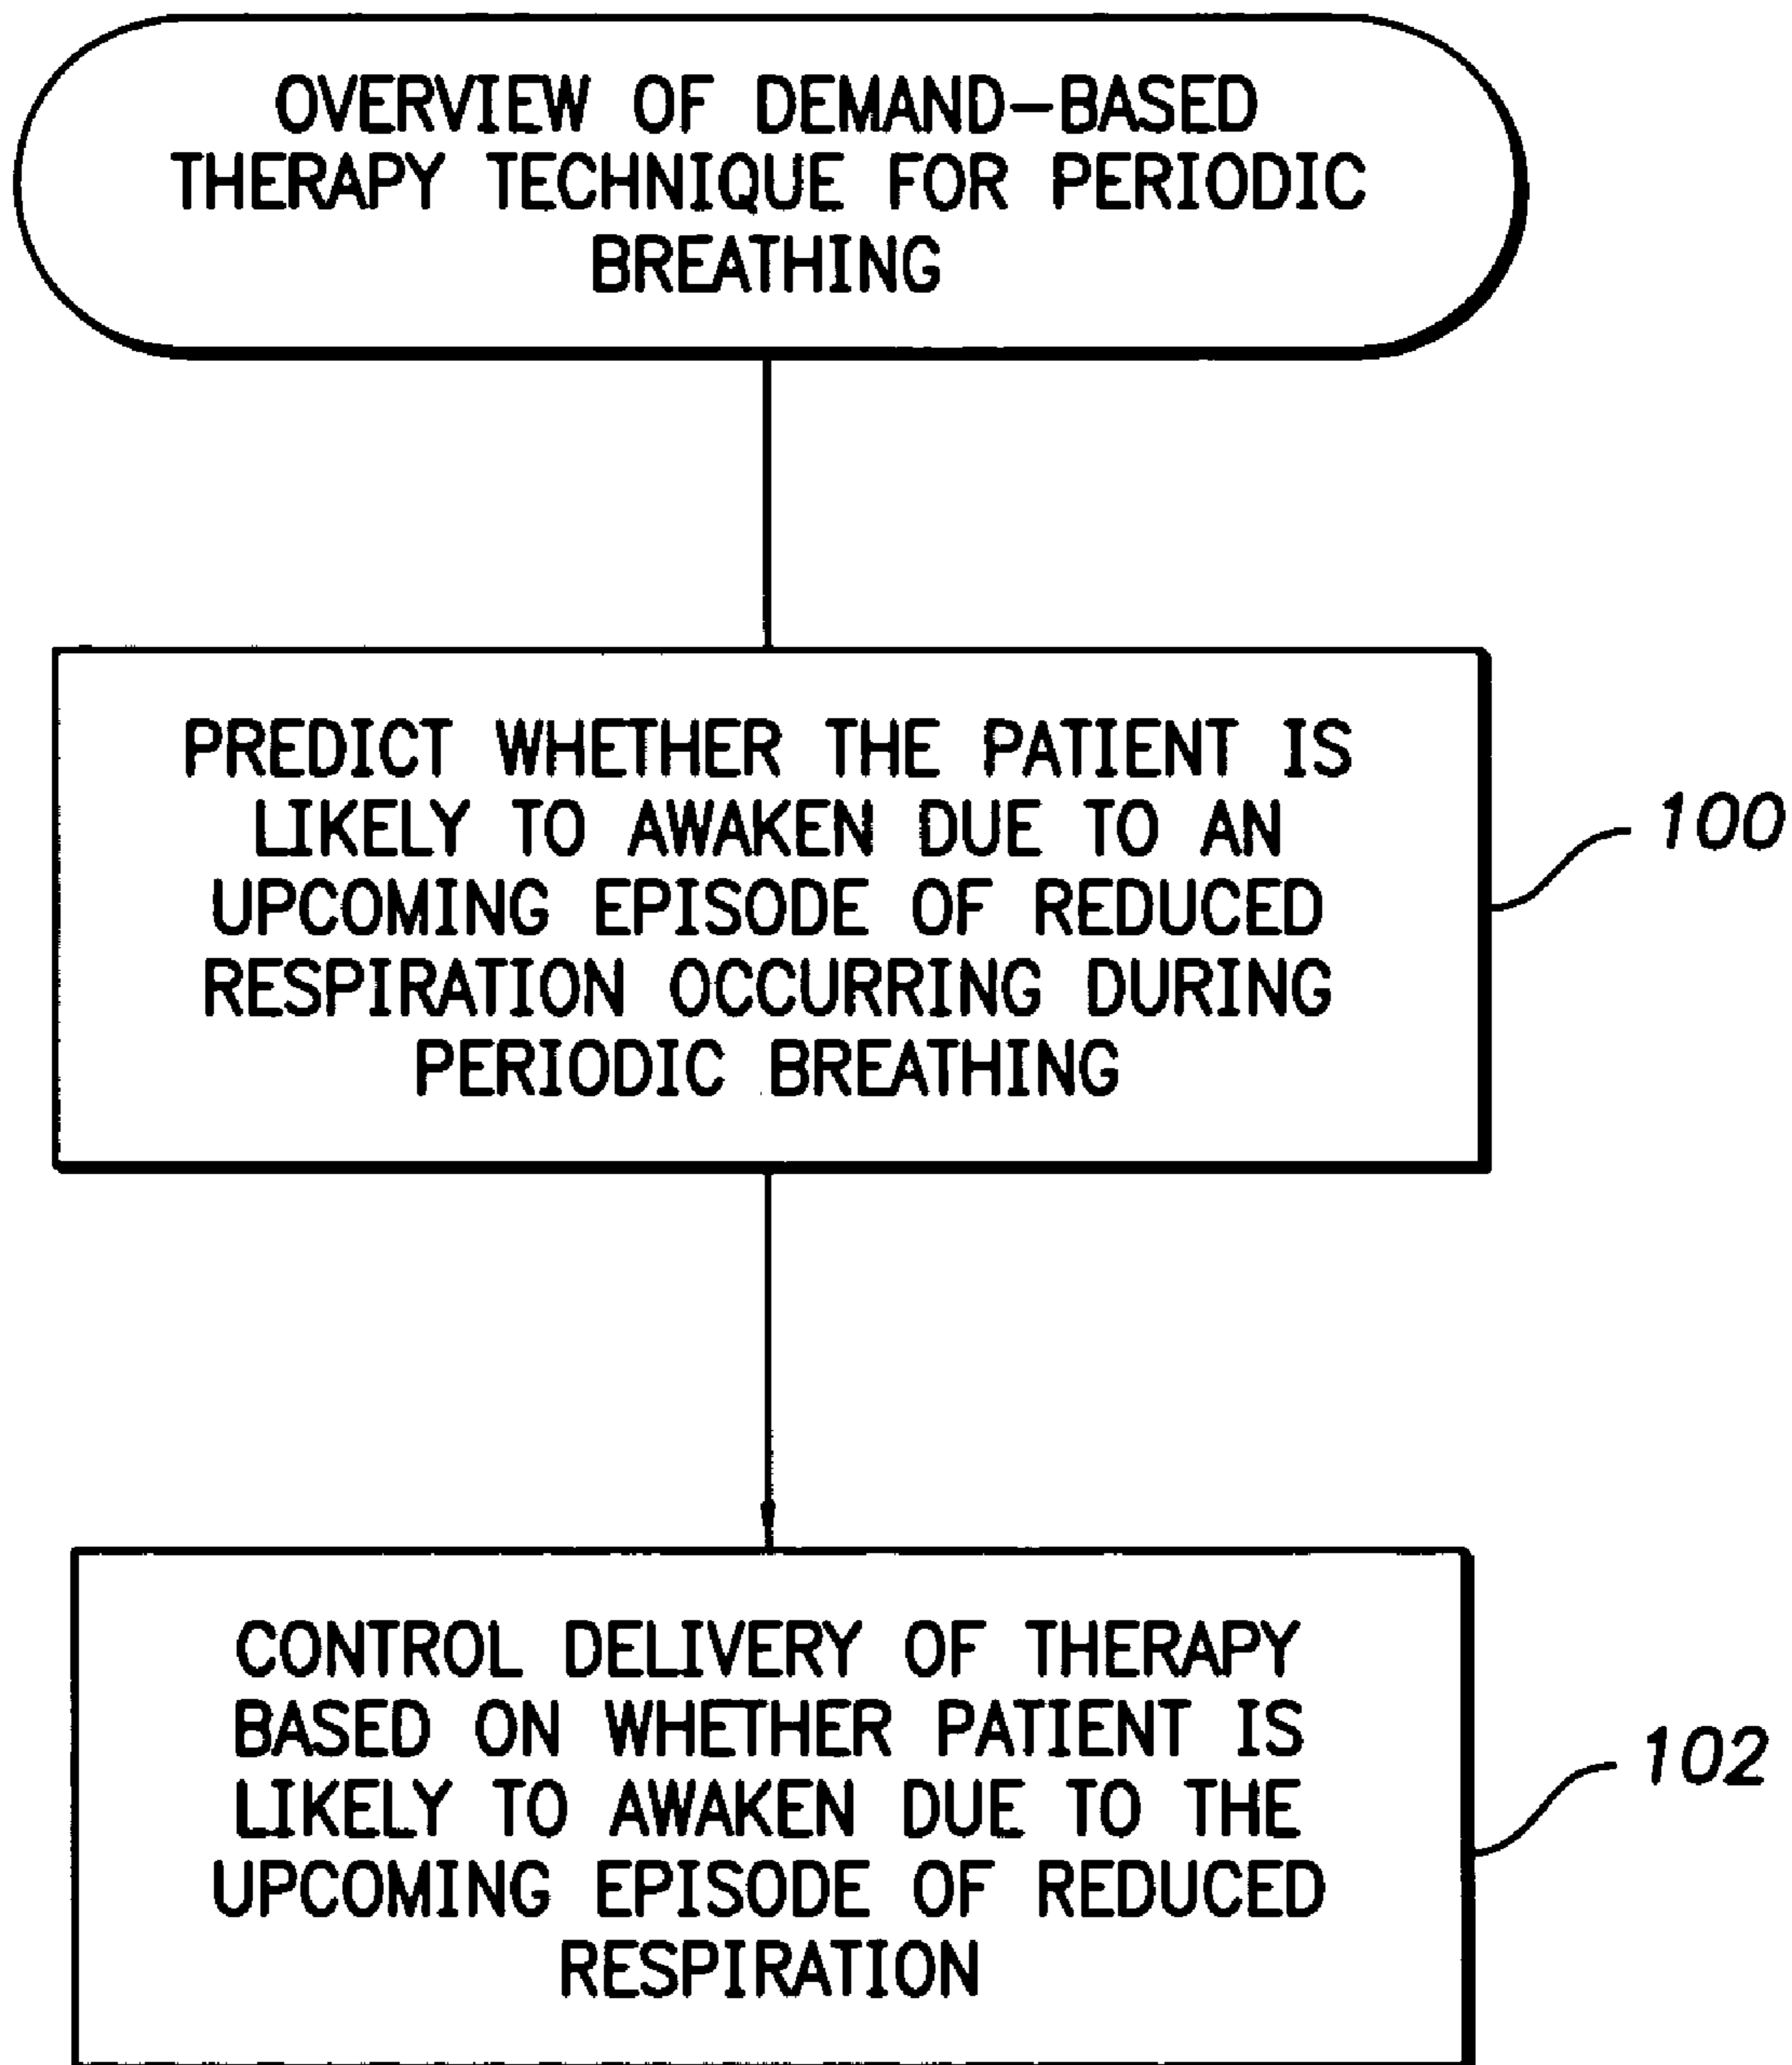 OVERVIEW OF DEMAND-BASED
THERAPY TECHNIQUE FOR PERIODIC
BREATHING
PREDICT WHETHER THE PATIENT IS
LIKELY TO AWAKEN DUE TO AN
UPCOMING EPISODE OF REDUCED
RESPIRATION OCCURRING DURING
PERIODIC BREATHING
100
CONTROL DELIVERY OF THERAPY
BASED ON WHETHER PATIENT IS
LIKELY TO AWAKEN DUE TO THE
UPCOMING EPISODE OF REDUCED
RESPIRATION
102